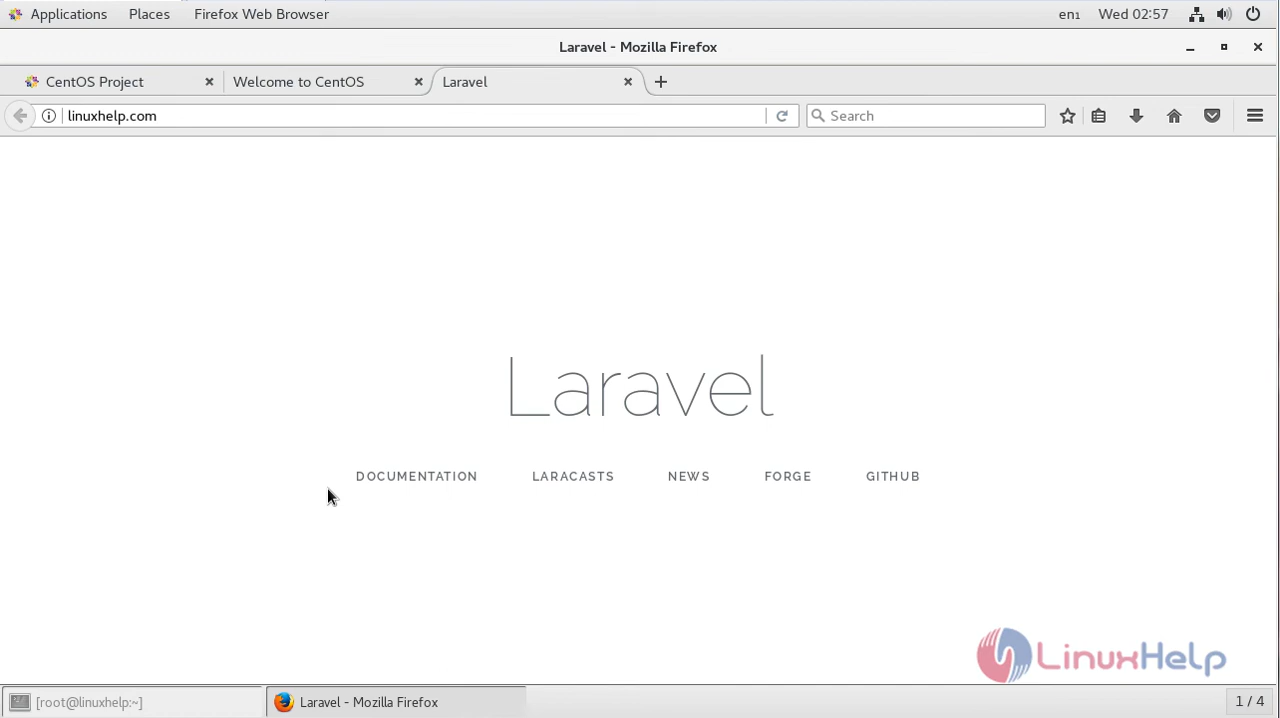 Applications Places Firefox Web Browser en1 Wed 02:57
Laravel - Mozilla Firefox
CentOS Project Welcome to CentOS Laravel
linuxhelp.com Search
Laravel
DOCUMENTATION LARACASTS NEWS FORGE GITHUB
LinuxHelp
[root@linuxhelp:~] Laravel - Mozilla Firefox 1 / 4